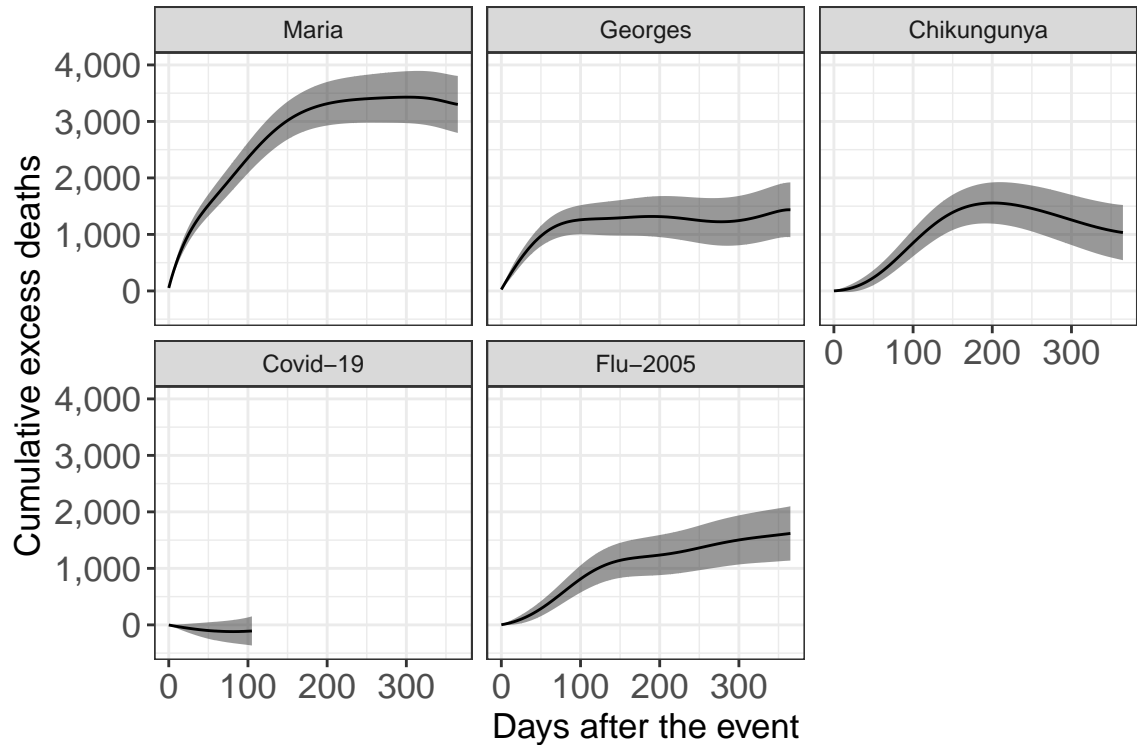 Maria
Georges
Chikungunya
4,000
3,000
2,000
1,000
0
0 100 200 300
Covid−19
Flu−2005
4,000
3,000
2,000
1,000
0
0 100 200 300
0 100 200 300
Days after the event
Cumulative excess deaths